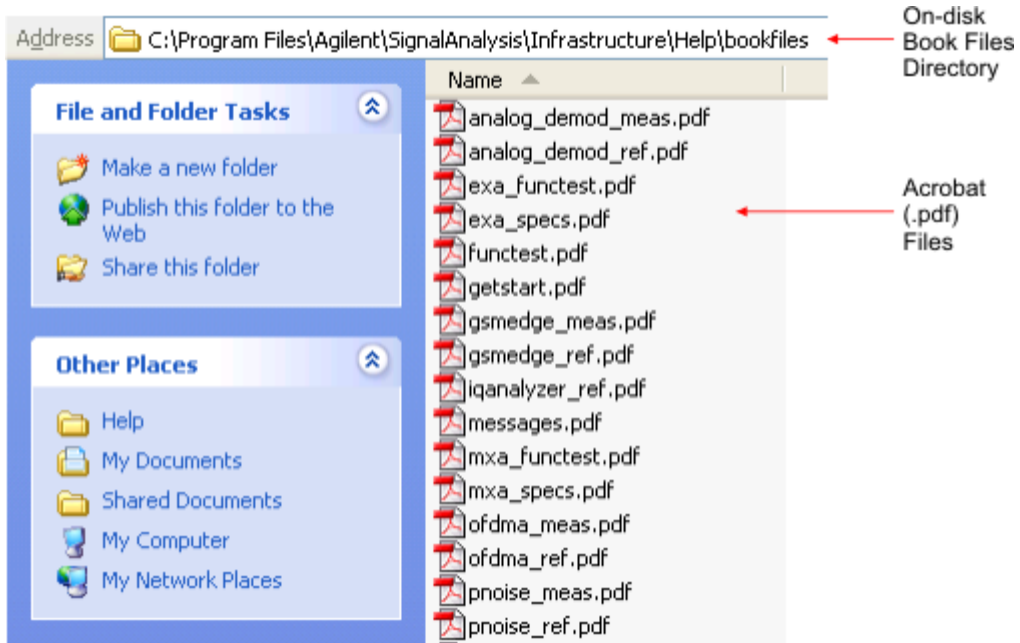 Address C:\Program Files\Agilent\SignalAnalysis\Infrastructure\Help\bookfiles
On-disk
Book Files
Directory
File and Folder Tasks
Make a new folder
Publish this folder to the
Web
Share this folder
Other Places
Help
My Documents
Shared Documents
My Computer
My Network Places
Name
analog_demod_meas.pdf
analog_demod_ref.pdf
exa_functest.pdf
exa_specs.pdf
functest.pdf
getstart.pdf
gsmedge_meas.pdf
gsmedge_ref.pdf
iqanalyzer_ref.pdf
messages.pdf
mxa_functest.pdf
mxa_specs.pdf
ofdma_meas.pdf
ofdma_ref.pdf
pnoise_meas.pdf
pnoise_ref.pdf
Acrobat
(.pdf)
Files